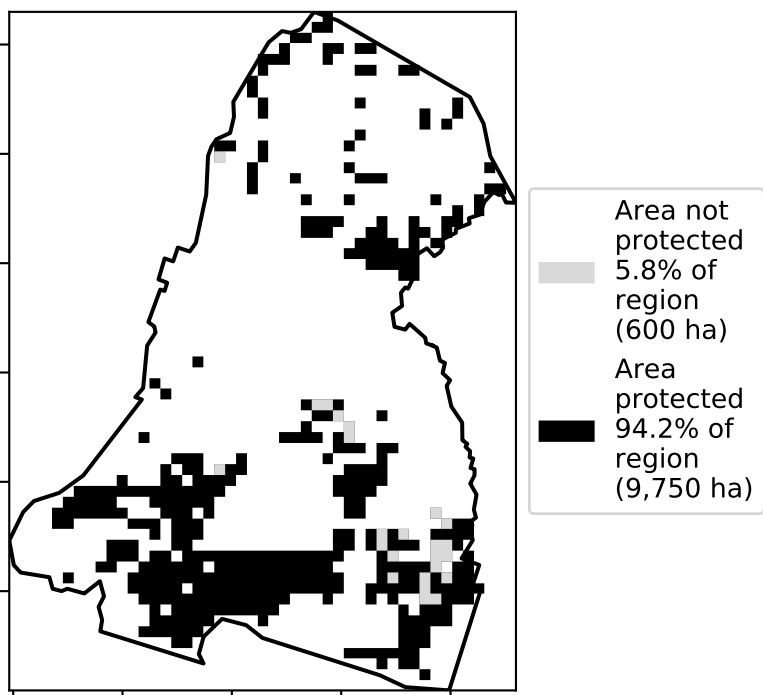 Area not
protected
5.8% of
region
(600 ha)
Area
protected
94.2% of
region
(9,750 ha)